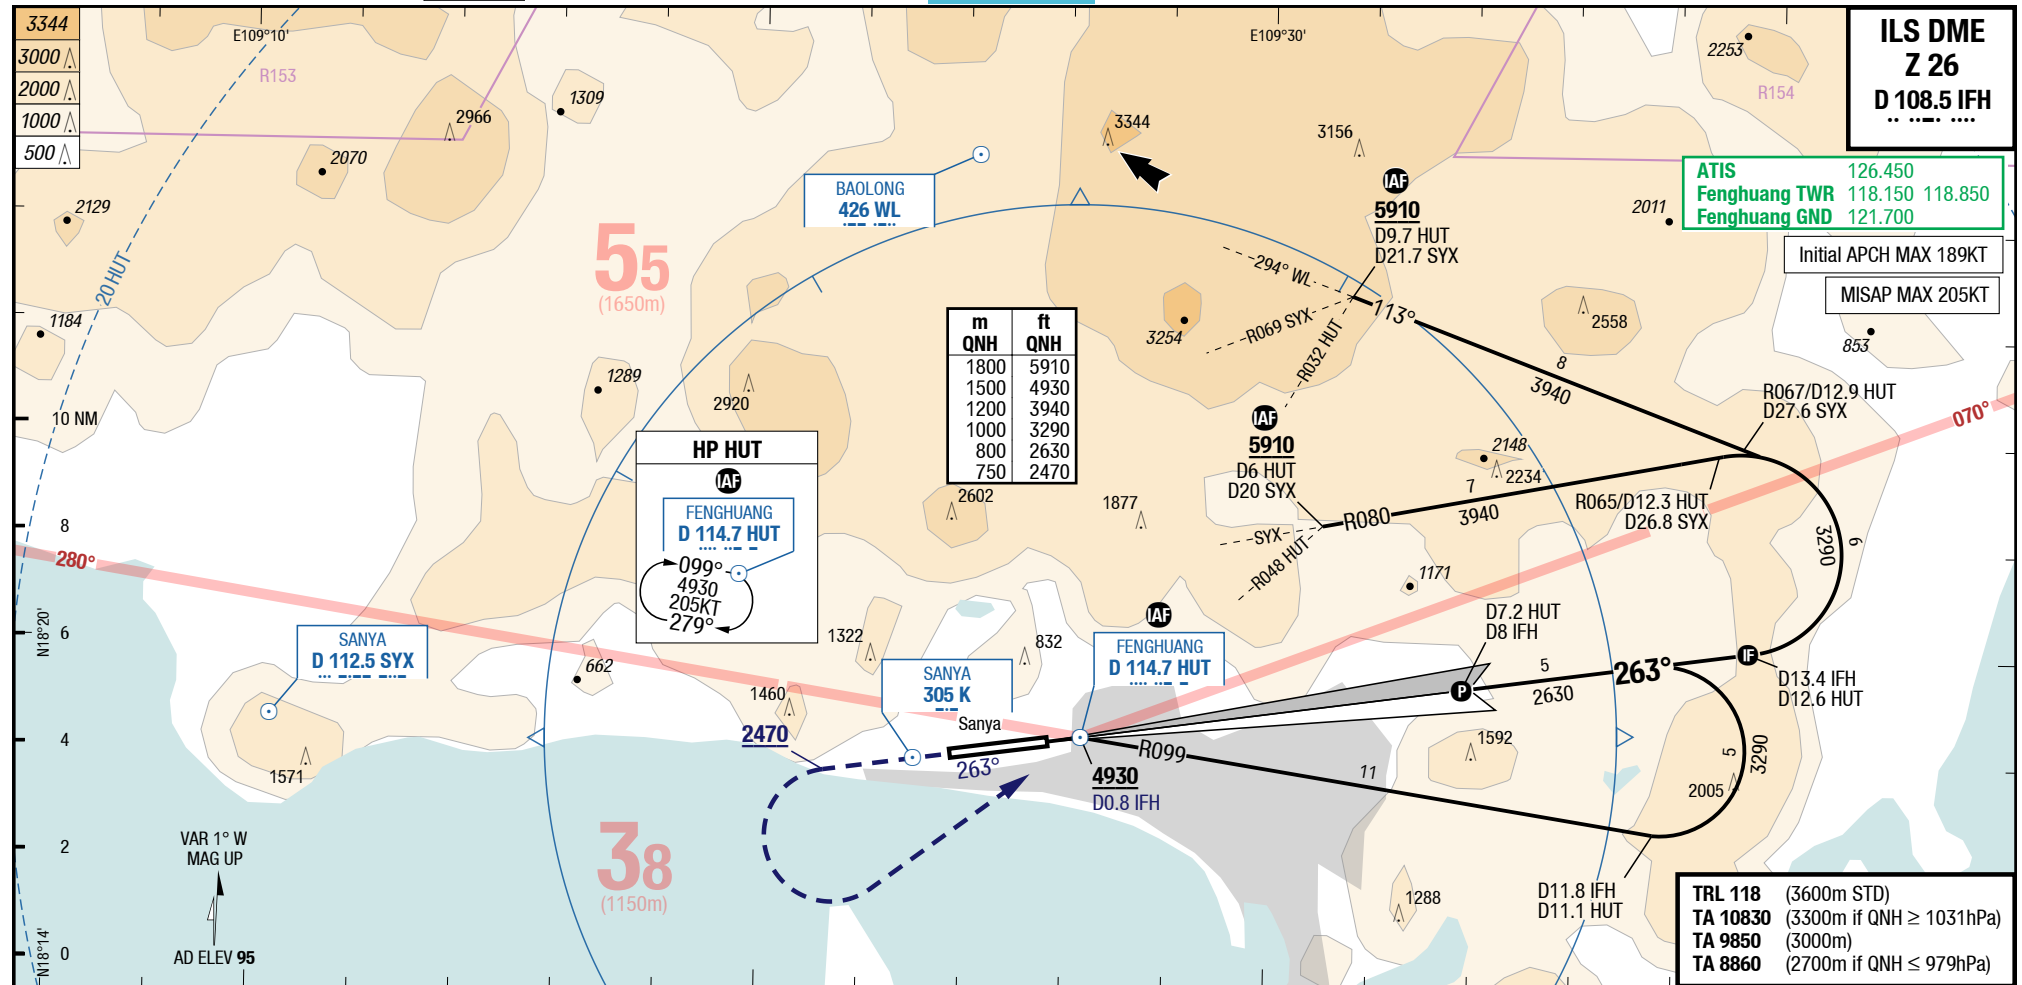 3344
3000
2000
1000
500
E109°10'
E109°30'
R153
R154
ILS DME
Z 26
D 108.5 IFH
ATIS 126.450
Fenghuang TWR 118.150 118.850
Fenghuang GND 121.700
Initial APCH MAX 189KT
MISAP MAX 205KT
2966
1309
2070
2129
1184
20 HUT
BAOLONG
426 WL
3344
3156
2253
2011
55
(1650m)
IAF
5910
D9.7 HUT
D21.7 SYX
294° WL
R069 SYX
R032 HUT
113°
3254
2558
853
8
3940
m ft
QNH QNH
1800 5910
1500 4930
1200 3940
1000 3290
800 2630
750 2470
1289
2920
10 NM
HP HUT
IAF
FENGHUANG
D 114.7 HUT
099°
4930
205KT
279°
2602
1877
IAF
5910
D6 HUT
D20 SYX
SYX
R048 HUT
R080
7
3940
2148
2234
R067/D12.9 HUT
D27.6 SYX
070°
R065/D12.3 HUT
D26.8 SYX
3290
6
8
280°
N18°20'
6
SANYA
D 112.5 SYX
662
1322
832
1171
IAF
FENGHUANG
D 114.7 HUT
D7.2 HUT
D8 IFH
P
5
2630
263°
IF
D13.4 IFH
D12.6 HUT
1460
SANYA
305 K
Sanya
2470
263°
4
1571
4930
D0.8 IFH
R099
11
1592
5
3290
2005
38
(1150m)
2
VAR 1° W
MAG UP
AD ELEV 95
N18°14'
0
1288
D11.8 IFH
D11.1 HUT
TRL 118 (3600m STD)
TA 10830 (3300m if QNH ≥ 1031hPa)
TA 9850 (3000m)
TA 8860 (2700m if QNH ≤ 979hPa)